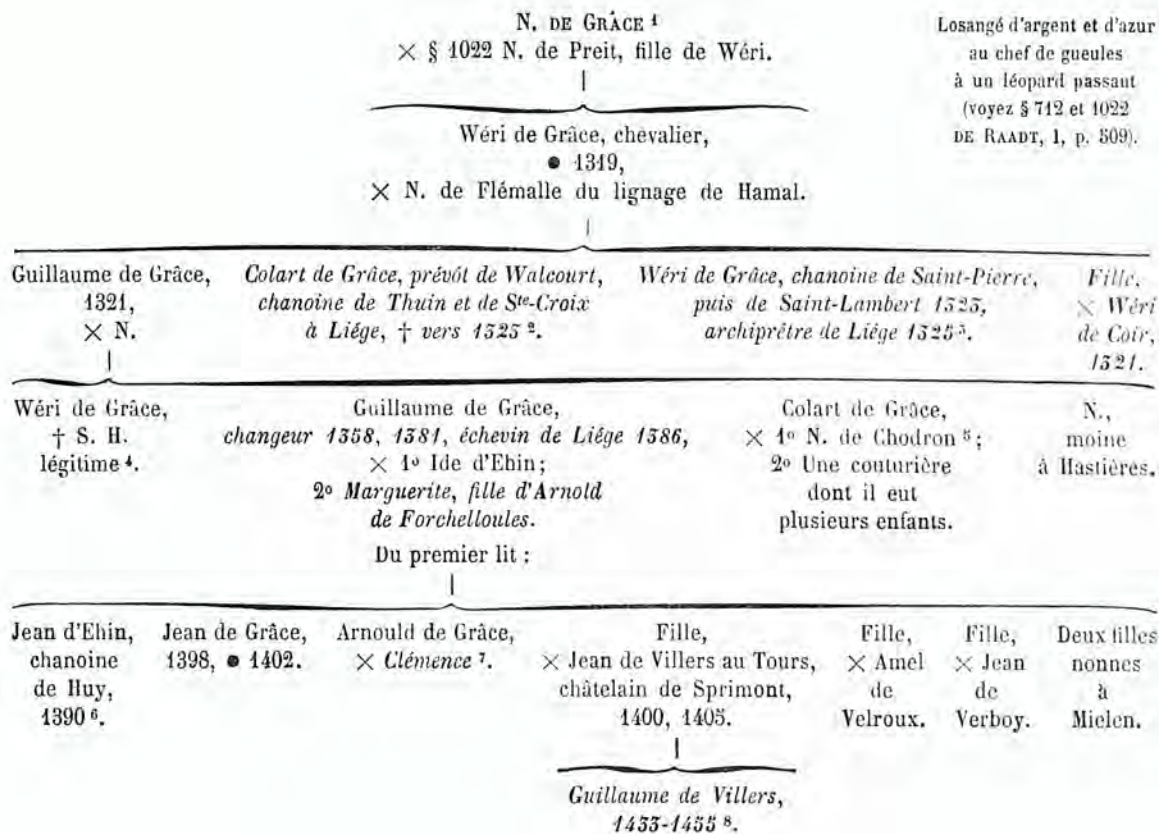 N. DE GRÂCE ¹
× § 1022 N. de Preit, fille de Wéri.
Losangé d'argent et d'azur
au chef de gueules
à un léopard passant
(voyez § 712 et 1022
DE RAADT, 1, p. 509).
Wéri de Grâce, chevalier,
● 1319,
× N. de Flémalle du lignage de Hamal.
Guillaume de Grâce,
1321,
× N.
Colart de Grâce, prévôt de Walcourt,
chanoine de Thuin et de Ste-Croix
à Liége, † vers 1325 ².
Wéri de Grâce, chanoine de Saint-Pierre,
puis de Saint-Lambert 1323,
archiprêtre de Liége 1325 ³.
Fille,
× Wéri
de Coir,
1321.
Wéri de Grâce,
† S. H.
légitime ⁴.
Guillaume de Grâce,
changeur 1358, 1381, échevin de Liége 1386,
× 1º Ide d'Ehin;
2º Marguerite, fille d'Arnold
de Forchelloules.
Du premier lit :
Colart de Grâce,
× 1º N. de Chodron ⁵;
2º Une couturière
dont il eut
plusieurs enfants.
N.,
moine
à Hastières.
Jean d'Ehin,
chanoine
de Huy,
1390 ⁶.
Jean de Grâce,
1398, ● 1402.
Arnould de Grâce,
× Clémence ⁷.
Fille,
× Jean de Villers au Tours,
châtelain de Sprimont,
1400, 1405.
Fille,
× Amel
de
Velroux.
Fille,
× Jean
de
Verboy.
Deux filles
nonnes
à
Mielen.
Guillaume de Villers,
1433-1455 ⁸.